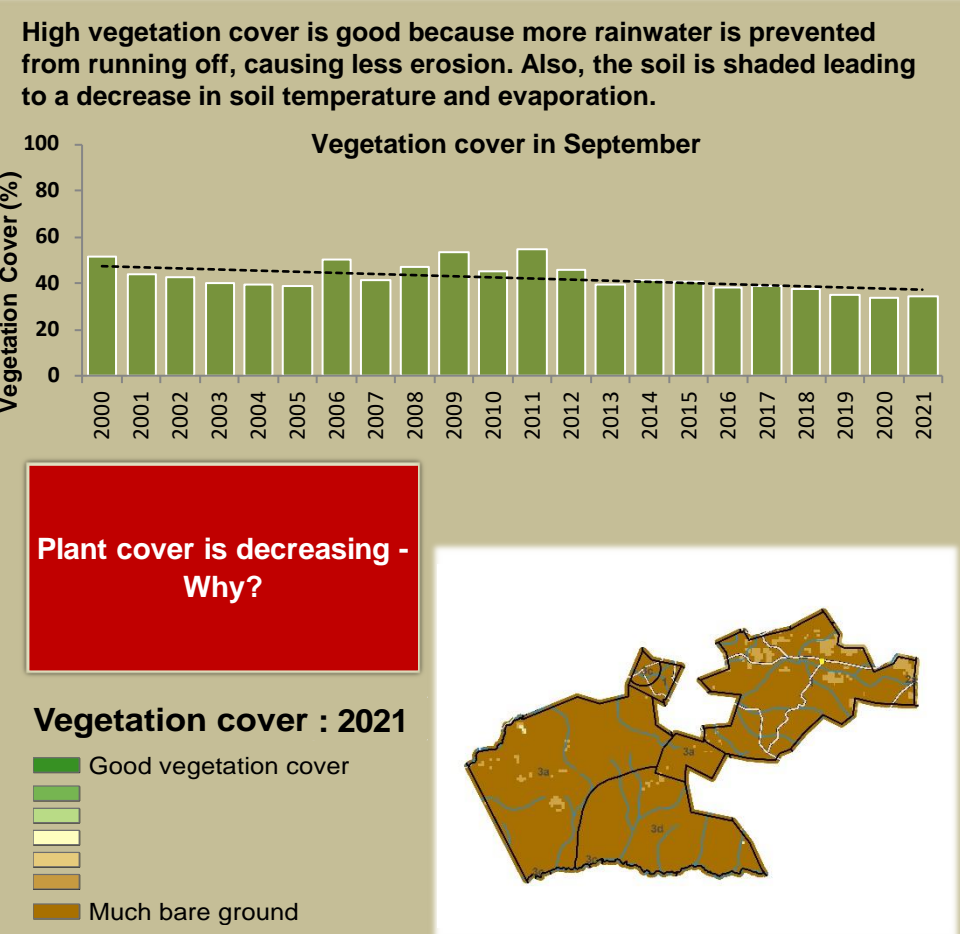 High vegetation cover is good because more rainwater is prevented
from running off, causing less erosion. Also, the soil is shaded leading
to a decrease in soil temperature and evaporation.
Vegetation cover in September
Vegetation Cover (%)
100
80
60
40
20
0
2000 2001 2002 2003 2004 2005 2006 2007 2008 2009 2010 2011 2012 2013 2014 2015 2016 2017 2018 2019 2020 2021
Plant cover is decreasing -
Why?
Vegetation cover : 2021
Good vegetation cover
Much bare ground
1
3a
3a
3d